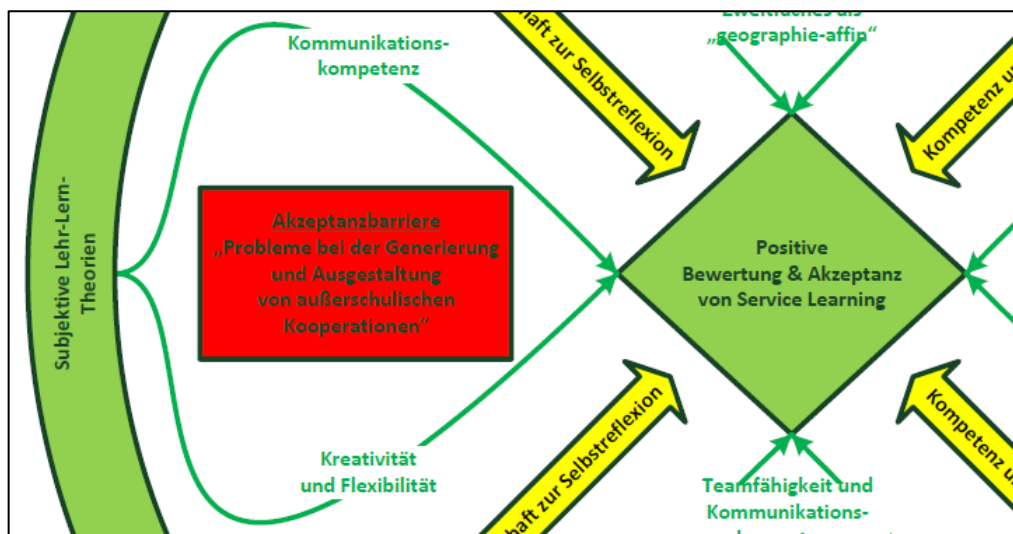 Zweitfaches als
„geographie-affin“
Kommunikations-
kompetenz
haft zur Selbstreflexion
Kompetenz u
Subjektive Lehr-Lern-
Theorien
Akzeptanzbarriere
„Probleme bei der Generierung
und Ausgestaltung
von außerschulischen
Kooperationen“
Positive
Bewertung & Akzeptanz
von Service Learning
Kreativität
und Flexibilität
haft zur Selbstreflexion
Kompetenz u
Teamfähigkeit und
Kommunikations-